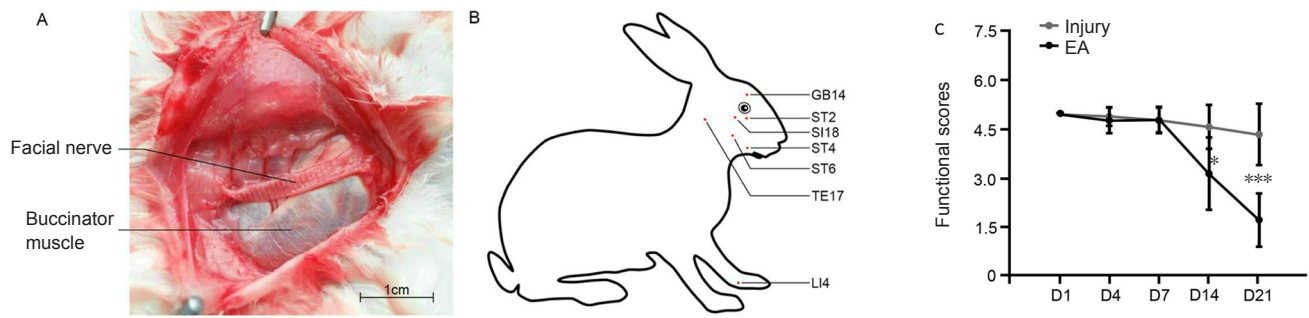 A
Facial nerve
Buccinator
muscle
1cm
B
GB14
ST2
SI18
ST4
ST6
TE17
LI4
C
Injury
EA
Functional scores
7.5
6.0
4.5
3.0
1.5
0
*
***
D1 D4 D7 D14 D21